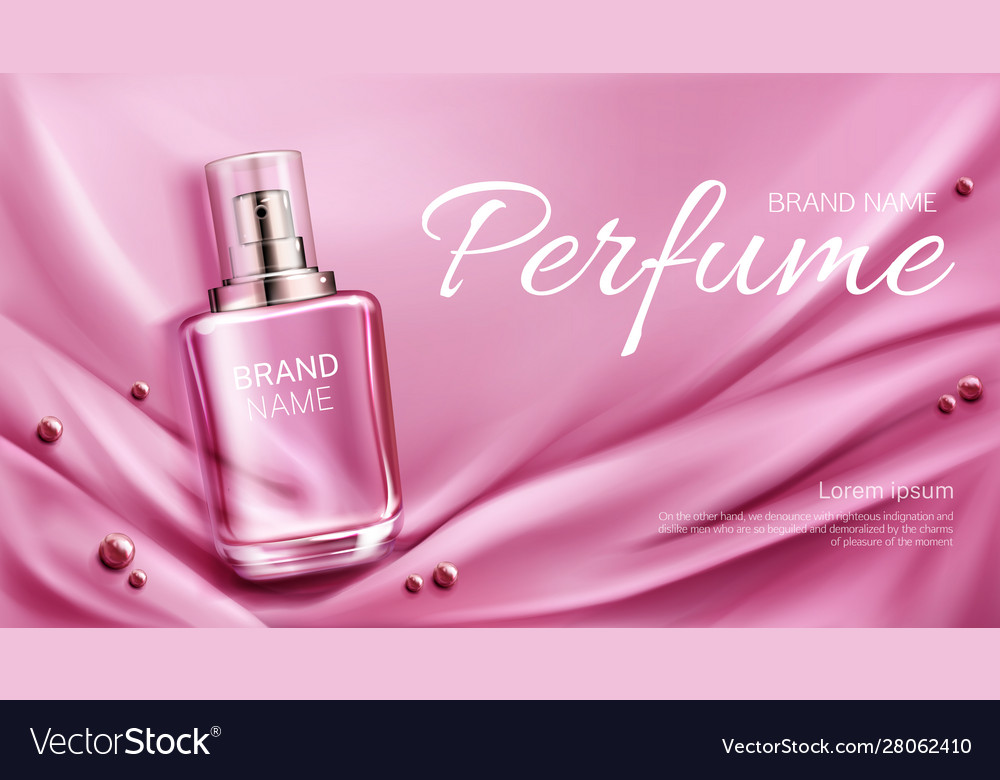 BRAND NAME
Perfume
BRAND
NAME
Lorem ipsum
On the other hand, we denounce with righteous indignation and
dislike men who are so beguiled and demoralized by the charms
of pleasure of the moment
VectorStock®
VectorStock.com/28062410